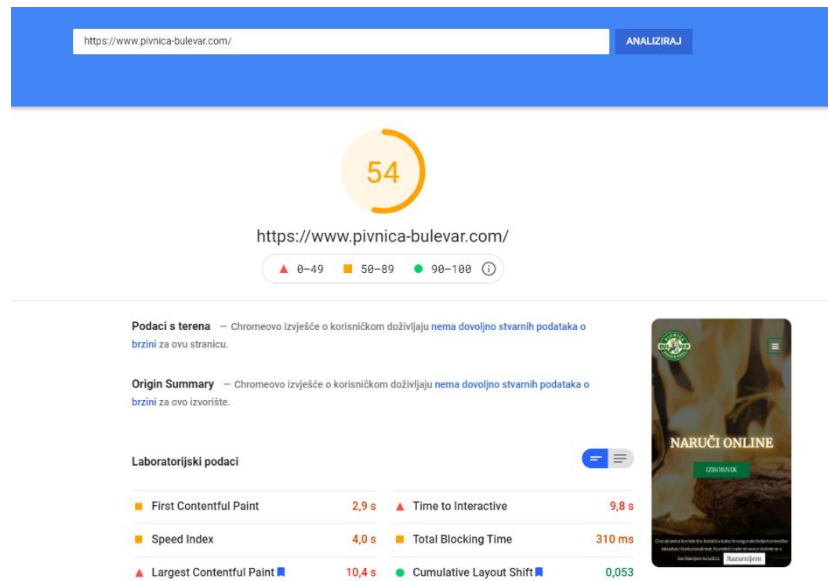 https://www.pivnica-bulevar.com/
ANALIZIRAJ
54
https://www.pivnica-bulevar.com/
0–49 50–89 90–100
Podaci s terena — Chromeovo izvješće o korisničkom doživljaju nema dovoljno stvarnih podataka o
brzini za ovu stranicu.
Origin Summary — Chromeovo izvješće o korisničkom doživljaju nema dovoljno stvarnih podataka o
brzini za ovo izvorište.
Laboratorijski podaci
First Contentful Paint 2,9 s
Time to Interactive 9,8 s
Speed Index 4,0 s
Total Blocking Time 310 ms
Largest Contentful Paint 10,4 s
Cumulative Layout Shift 0,053
NARUČI ONLINE
IZBORNIK
Razumijem